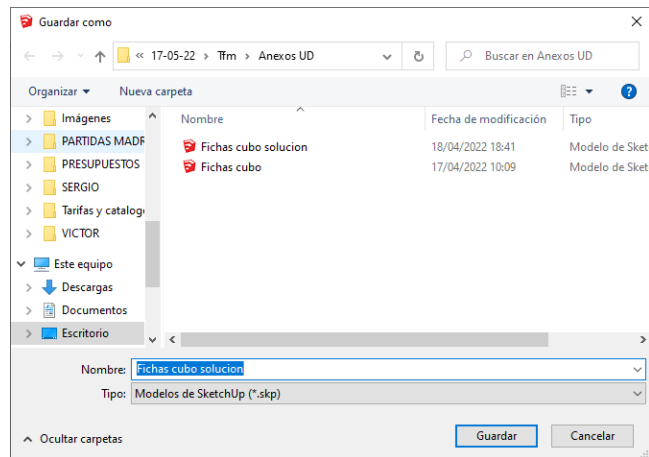 Guardar como
« 17-05-22 > Tfm > Anexos UD
Buscar en Anexos UD
Organizar Nueva carpeta
Nombre Fecha de modificación Tipo
Imágenes
PARTIDAS MADR
PRESUPUESTOS
SERGIO
Tarifas y catalog
VICTOR
Este equipo
Descargas
Documentos
Escritorio
Fichas cubo solucion 18/04/2022 18:41 Modelo de Sket
Fichas cubo 17/04/2022 10:09 Modelo de Sket
Nombre: Fichas cubo solucion
Tipo: Modelos de SketchUp (*.skp)
Ocultar carpetas Guardar Cancelar